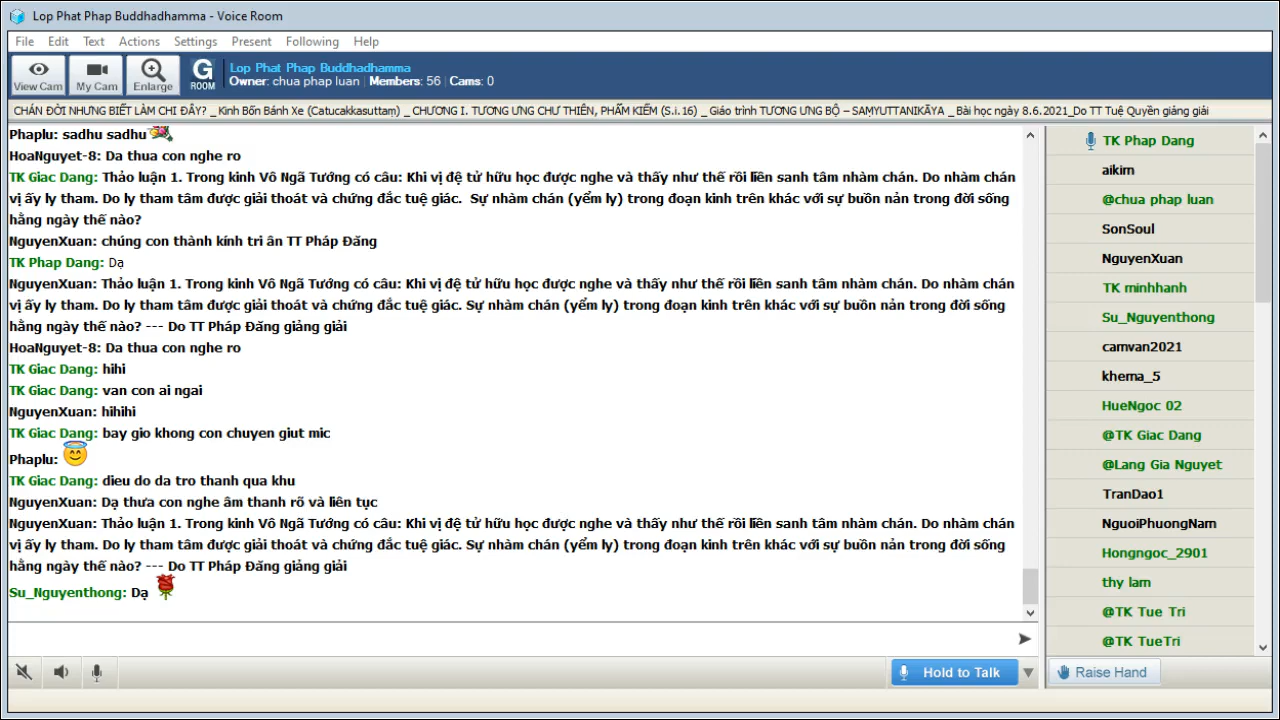 Lop Phat Phap Buddhadhamma - Voice Room
File Edit Text Actions Settings Present Following Help
View Cam My Cam Enlarge G ROOM
Lop Phat Phap Buddhadhamma
Owner: chua phap luan Members: 56 Cams: 0
CHÁN ĐỜI NHƯNG BIẾT LÀM CHI ĐÂY? _Kinh Bốn Bánh Xe (Catucakkasuttaṃ) _CHƯƠNG I. TƯƠNG ƯNG CHƯ THIÊN, PHẨM KIẾM (S.i.16) _Giáo trình TƯƠNG ƯNG BỘ – SAṂYUTTANIKĀYA _Bài học ngày 8.6.2021_Do TT Tuệ Quyền giảng giải
Phaplu: sadhu sadhu
HoaNguyet-8: Da thua con nghe ro
TK Giac Dang: Thảo luận 1. Trong kinh Vô Ngã Tướng có câu: Khi vị đệ tử hữu học được nghe và thấy như thế rồi liền sanh tâm nhàm chán. Do nhàm chán
vị ấy ly tham. Do ly tham tâm được giải thoát và chứng đắc tuệ giác. Sự nhàm chán (yểm ly) trong đoạn kinh trên khác với sự buồn nản trong đời sống
hằng ngày thế nào?
NguyenXuan: chúng con thành kính tri ân TT Pháp Đăng
TK Phap Dang: Dạ
NguyenXuan: Thảo luận 1. Trong kinh Vô Ngã Tướng có câu: Khi vị đệ tử hữu học được nghe và thấy như thế rồi liền sanh tâm nhàm chán. Do nhàm chán
vị ấy ly tham. Do ly tham tâm được giải thoát và chứng đắc tuệ giác. Sự nhàm chán (yểm ly) trong đoạn kinh trên khác với sự buồn nản trong đời sống
hằng ngày thế nào? --- Do TT Pháp Đăng giảng giải
HoaNguyet-8: Da thua con nghe ro
TK Giac Dang: hihi
TK Giac Dang: van con ai ngai
NguyenXuan: hihihi
TK Giac Dang: bay gio khong con chuyen giut mic
Phaplu:
TK Giac Dang: dieu do da tro thanh qua khu
NguyenXuan: Dạ thưa con nghe âm thanh rõ và liên tục
NguyenXuan: Thảo luận 1. Trong kinh Vô Ngã Tướng có câu: Khi vị đệ tử hữu học được nghe và thấy như thế rồi liền sanh tâm nhàm chán. Do nhàm chán
vị ấy ly tham. Do ly tham tâm được giải thoát và chứng đắc tuệ giác. Sự nhàm chán (yểm ly) trong đoạn kinh trên khác với sự buồn nản trong đời sống
hằng ngày thế nào? --- Do TT Pháp Đăng giảng giải
Su_Nguyenthong: Dạ
TK Phap Dang
aikim
@chua phap luan
SonSoul
NguyenXuan
TK minhhanh
Su_Nguyenthong
camvan2021
khema_5
HueNgoc 02
@TK Giac Dang
@Lang Gia Nguyet
TranDao1
NguoiPhuongNam
Hongngoc_2901
thy lam
@TK Tue Tri
@TK TueTri
Hold to Talk
Raise Hand